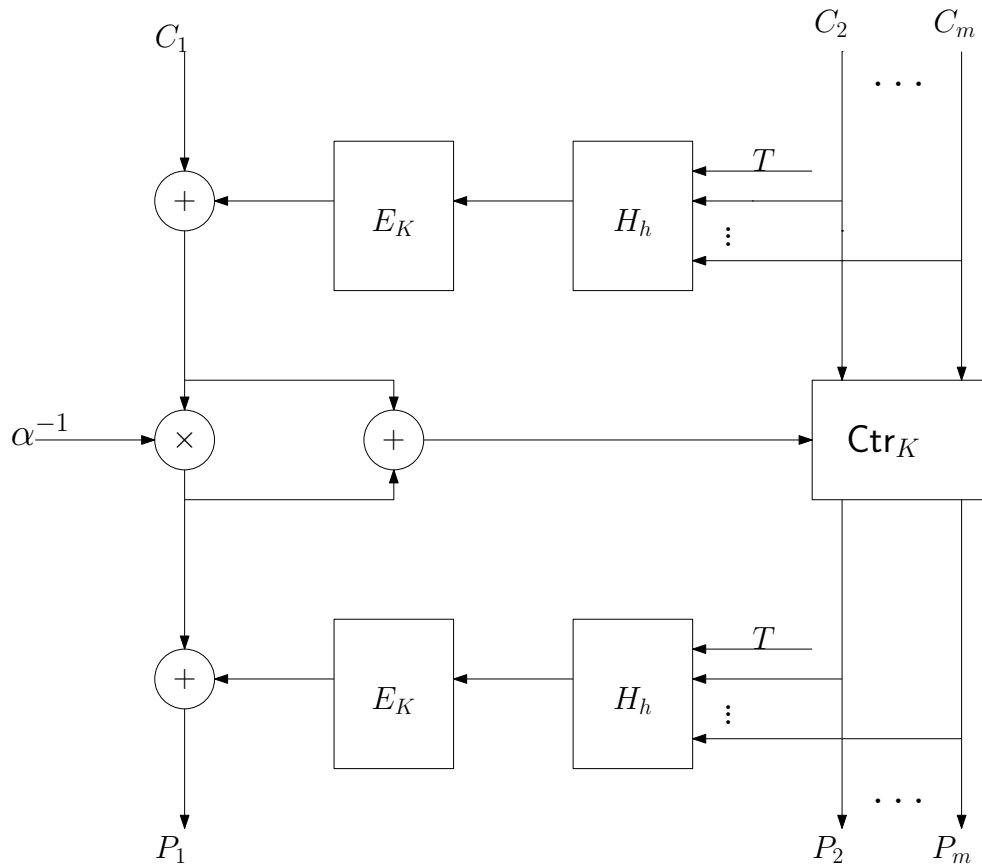 C_1 C_2 C_m
. . .
T
+ E_K H_h ⋮
α^{-1} × + Ctr_K
T
+ E_K H_h ⋮
. . .
P_1 P_2 P_m